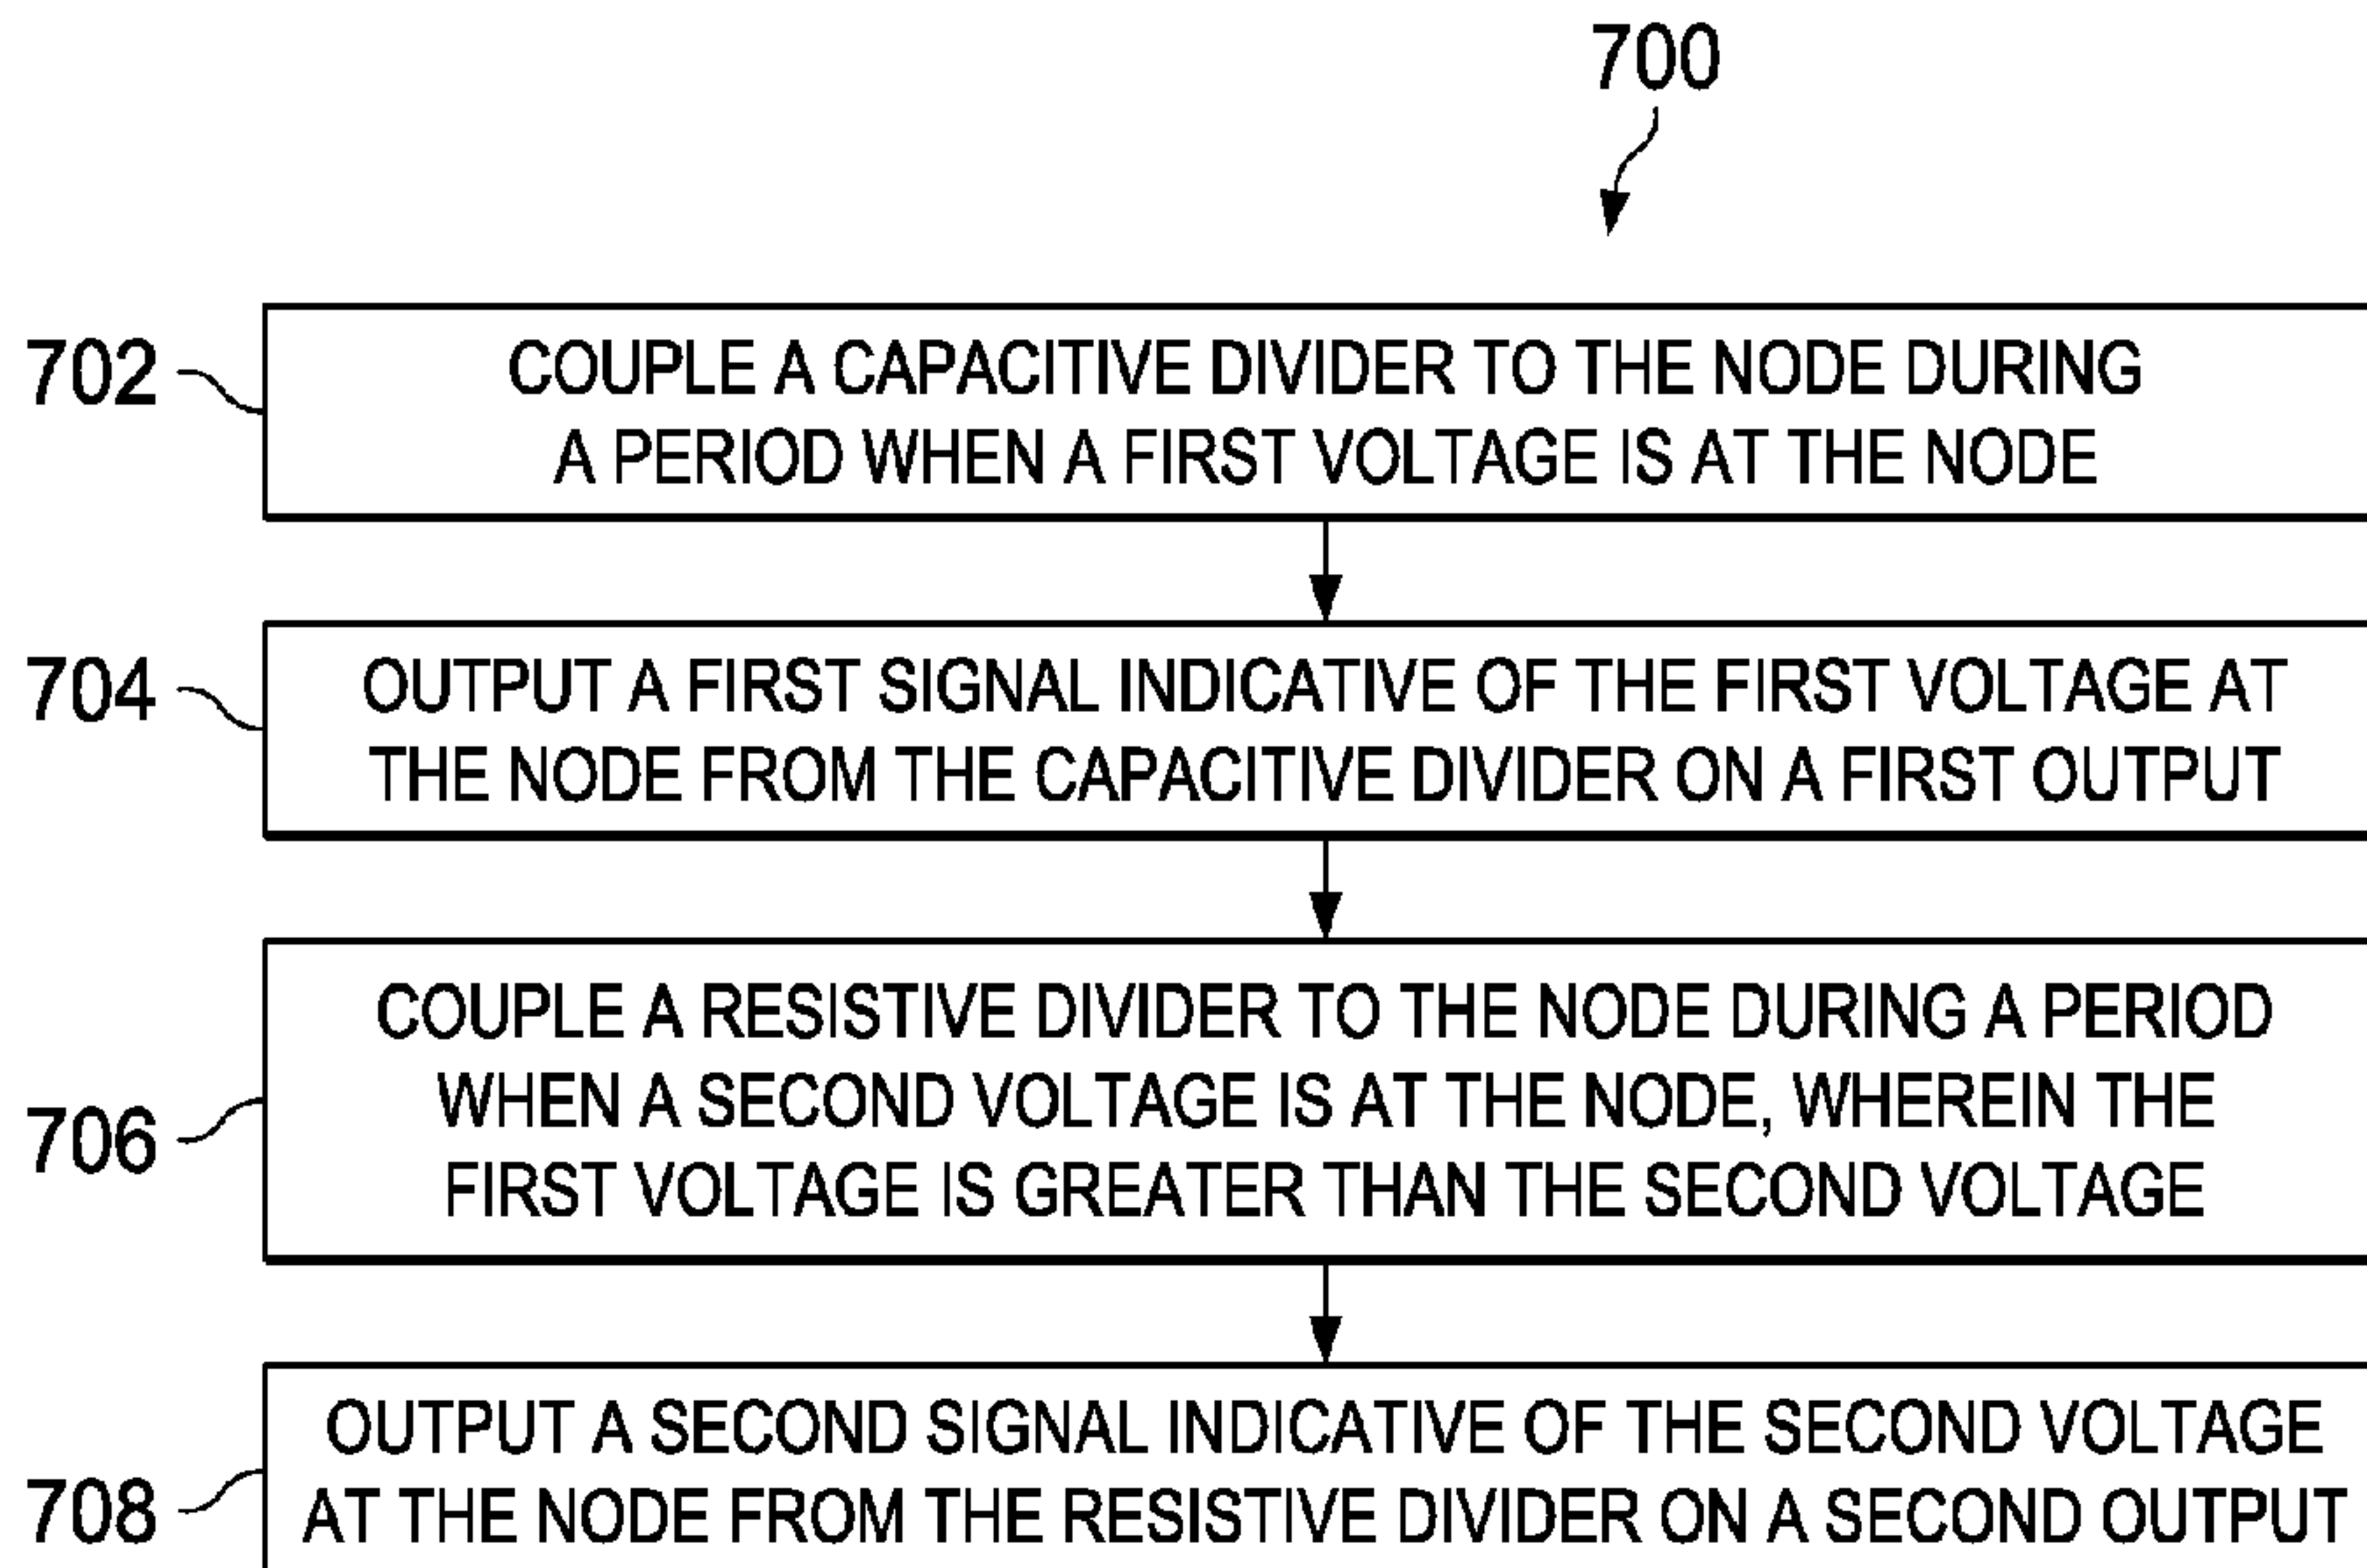 700
702
COUPLE A CAPACITIVE DIVIDER TO THE NODE DURING
A PERIOD WHEN A FIRST VOLTAGE IS AT THE NODE
704
OUTPUT A FIRST SIGNAL INDICATIVE OF THE FIRST VOLTAGE AT
THE NODE FROM THE CAPACITIVE DIVIDER ON A FIRST OUTPUT
706
COUPLE A RESISTIVE DIVIDER TO THE NODE DURING A PERIOD
WHEN A SECOND VOLTAGE IS AT THE NODE, WHEREIN THE
FIRST VOLTAGE IS GREATER THAN THE SECOND VOLTAGE
708
OUTPUT A SECOND SIGNAL INDICATIVE OF THE SECOND VOLTAGE
AT THE NODE FROM THE RESISTIVE DIVIDER ON A SECOND OUTPUT